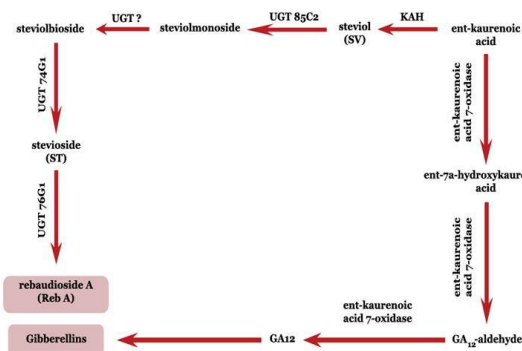 steviolbioside
UGT ?
steviolmonoside
UGT 85C2
steviol
(SV)
KAH
ent-kaurenoic
acid
UGT 74G1
ent-kaurenoic
acid 7-oxidase
stevioside
(ST)
ent-7a-hydroxykaure
acid
UGT 76G1
ent-kaurenoic
acid 7-oxidase
rebaudioside A
(Reb A)
Gibberellins
GA12
ent-kaurenoic
acid 7-oxidase
GA12-aldehyde